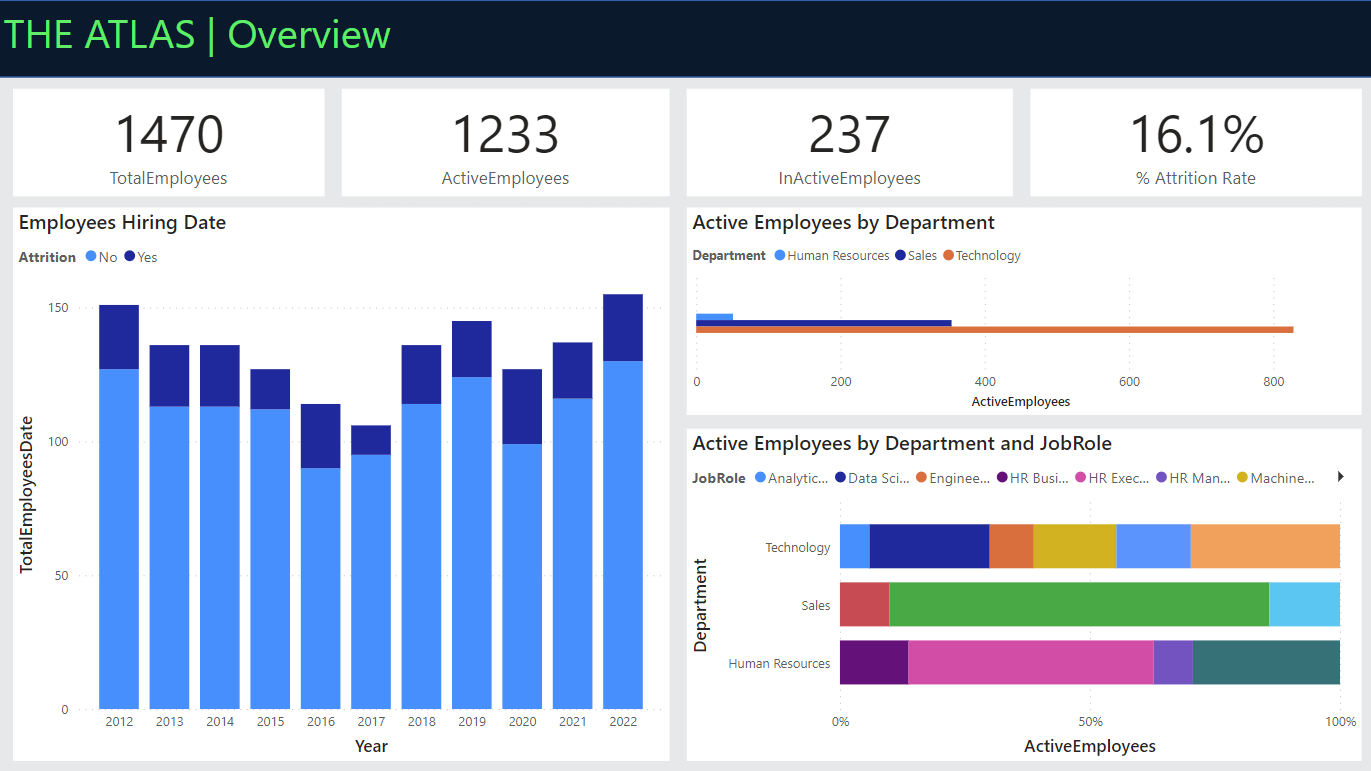 THE ATLAS | Overview
1470
TotalEmployees
1233
ActiveEmployees
237
InActiveEmployees
16.1%
% Attrition Rate
Employees Hiring Date
Attrition No Yes
150
100
50
0
TotalEmployeesDate
2012 2013 2014 2015 2016 2017 2018 2019 2020 2021 2022
Year
Active Employees by Department
Department Human Resources Sales Technology
0 200 400 600 800
ActiveEmployees
Active Employees by Department and JobRole
JobRole Analytic... Data Sci... Enginee... HR Busi... HR Exec... HR Man... Machine...
Department
Technology
Sales
Human Resources
0% 50% 100%
ActiveEmployees